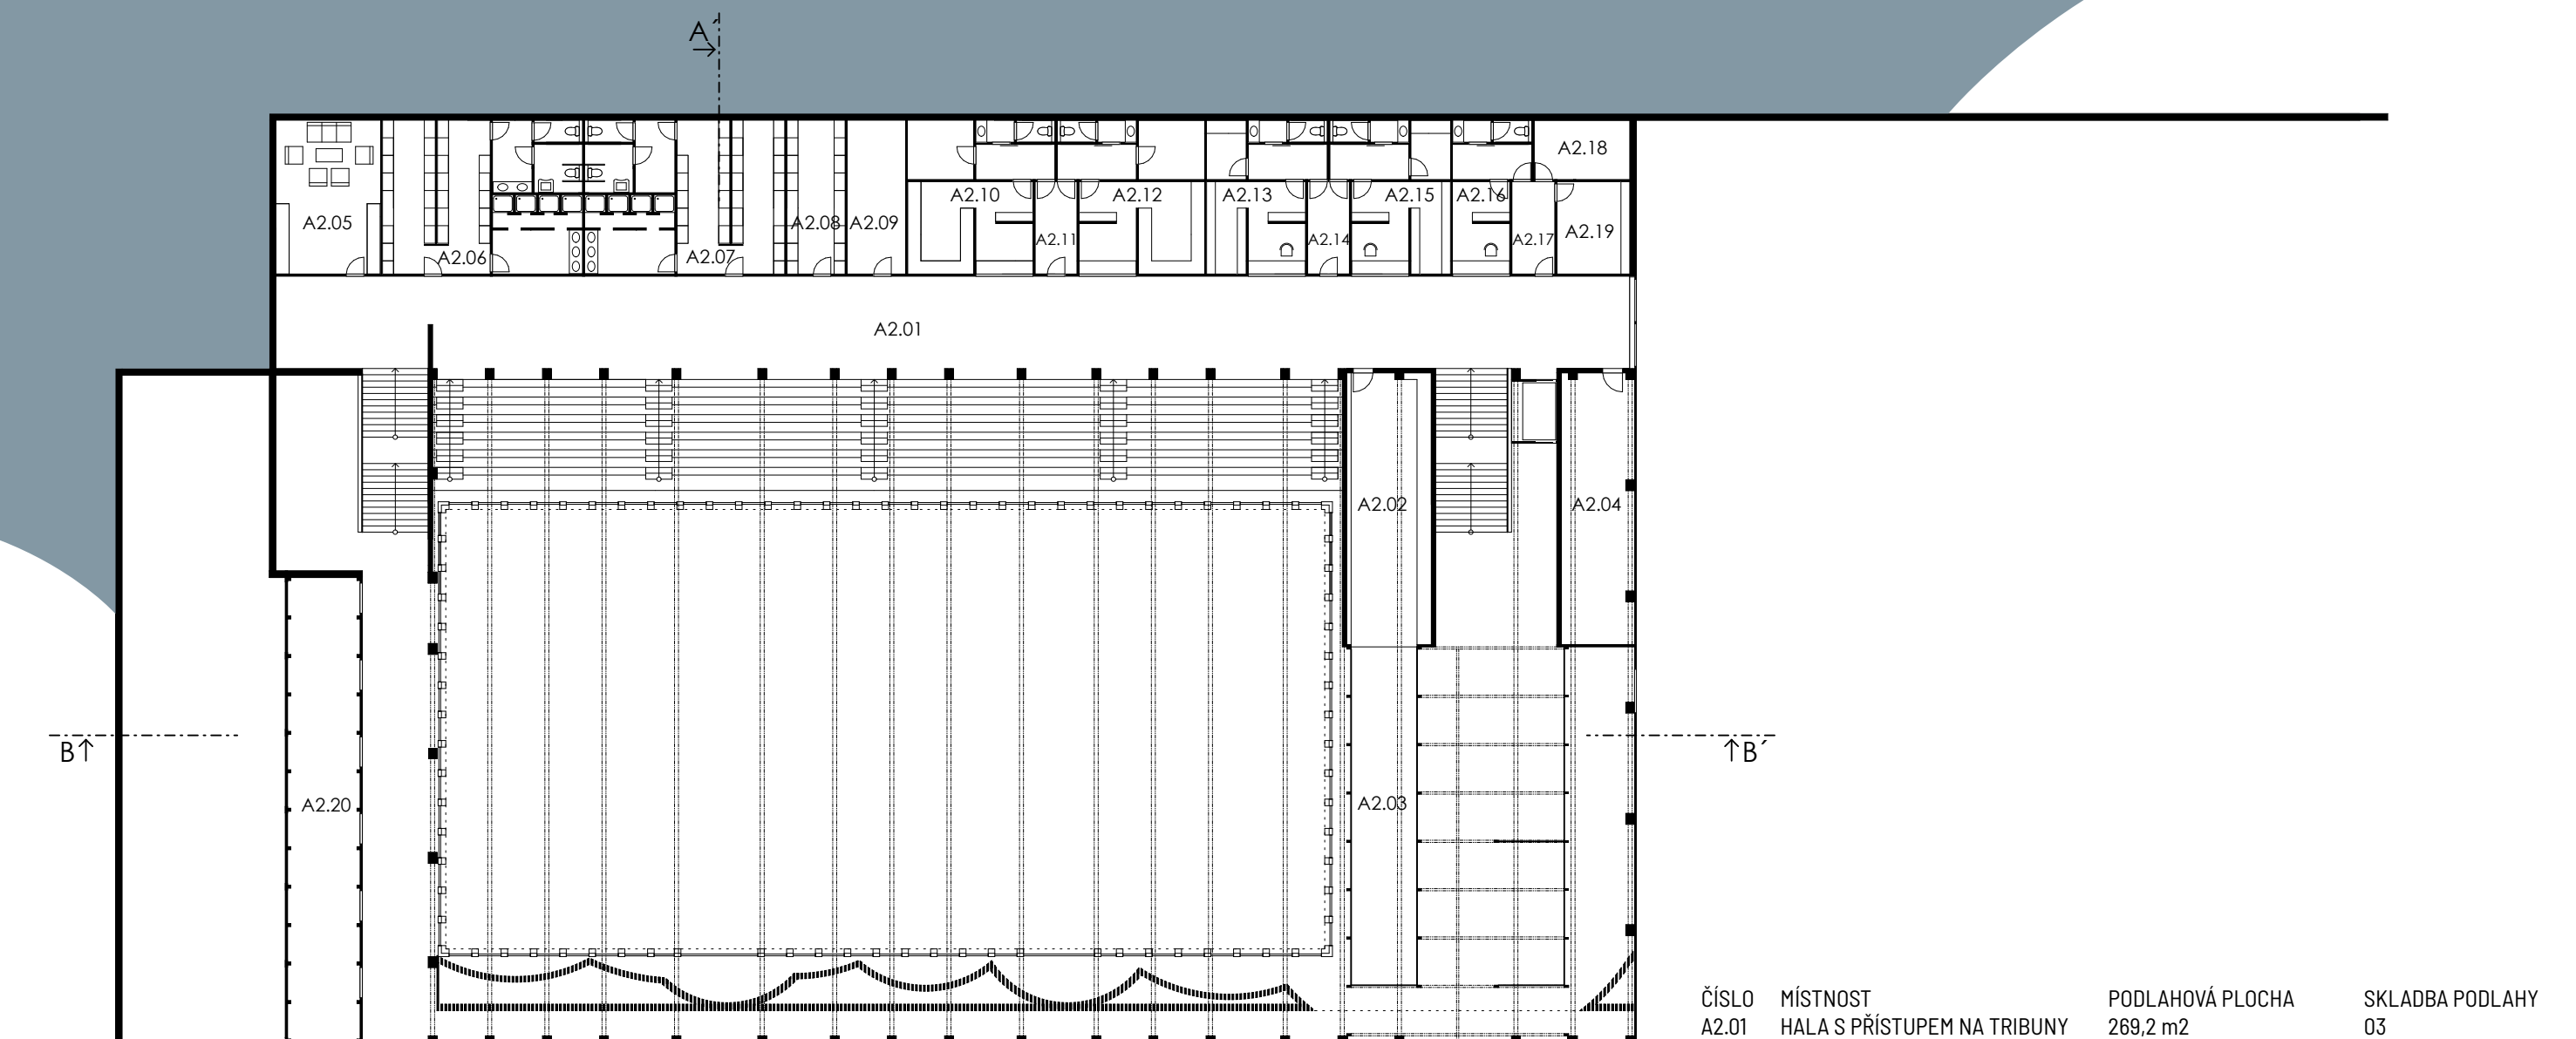 A´
A2.18
A2.10
A2.12
A2.13
A2.15
A2.16
A2.05
A2.08
A2.09
A2.11
A2.14
A2.17
A2.19
A2.06
A2.07
A2.01
A2.02
A2.04
B
B´
A2.20
A2.03
ČÍSLO MÍSTNOST PODLAHOVÁ PLOCHA SKLADBA PODLAHY
A2.01 HALA S PŘÍSTUPEM NA TRIBUNY 269,2 m2 03